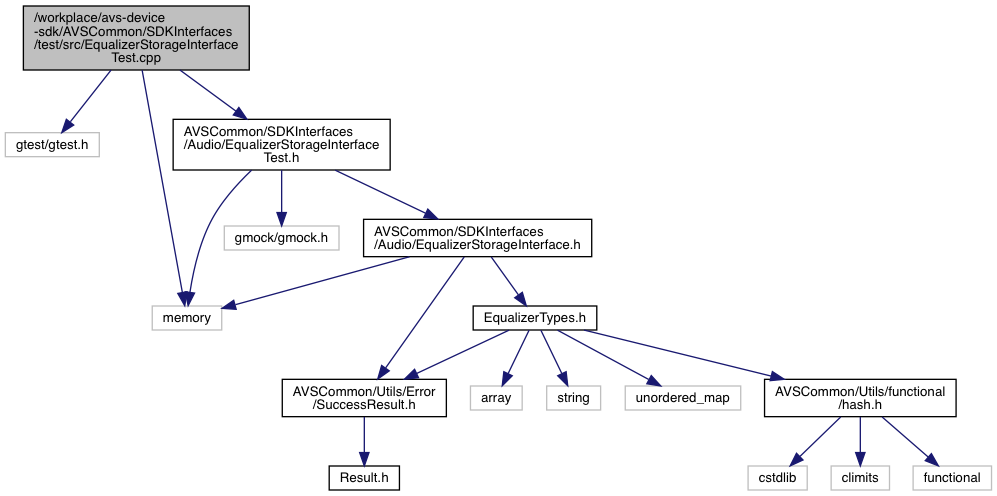 /workplace/avs-device
-sdk/AVSCommon/SDKInterfaces
/test/src/EqualizerStorageInterface
Test.cpp
gtest/gtest.h
AVSCommon/SDKInterfaces
/Audio/EqualizerStorageInterface
Test.h
gmock/gmock.h
AVSCommon/SDKInterfaces
/Audio/EqualizerStorageInterface.h
memory
EqualizerTypes.h
AVSCommon/Utils/Error
/SuccessResult.h
array
string
unordered_map
AVSCommon/Utils/functional
/hash.h
Result.h
cstdlib
climits
functional